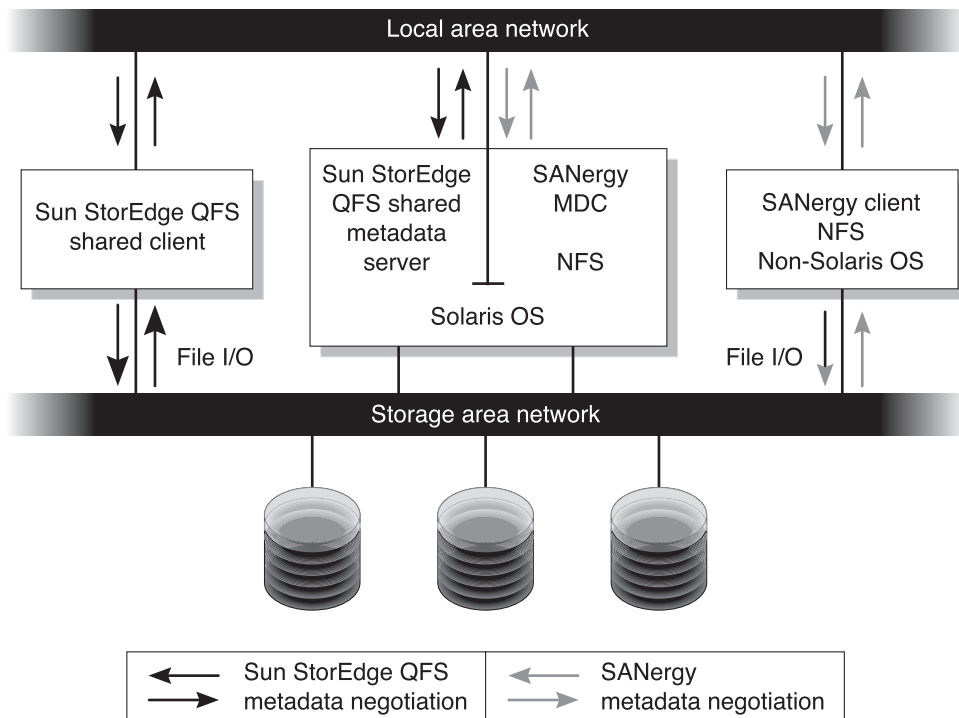 Local area network
Sun StorEdge QFS
shared client
Sun StorEdge
QFS shared
metadata
server
SANergy
MDC
NFS
Solaris OS
SANergy client
NFS
Non-Solaris OS
File I/O
File I/O
Storage area network
Sun StorEdge QFS
metadata negotiation
SANergy
metadata negotiation